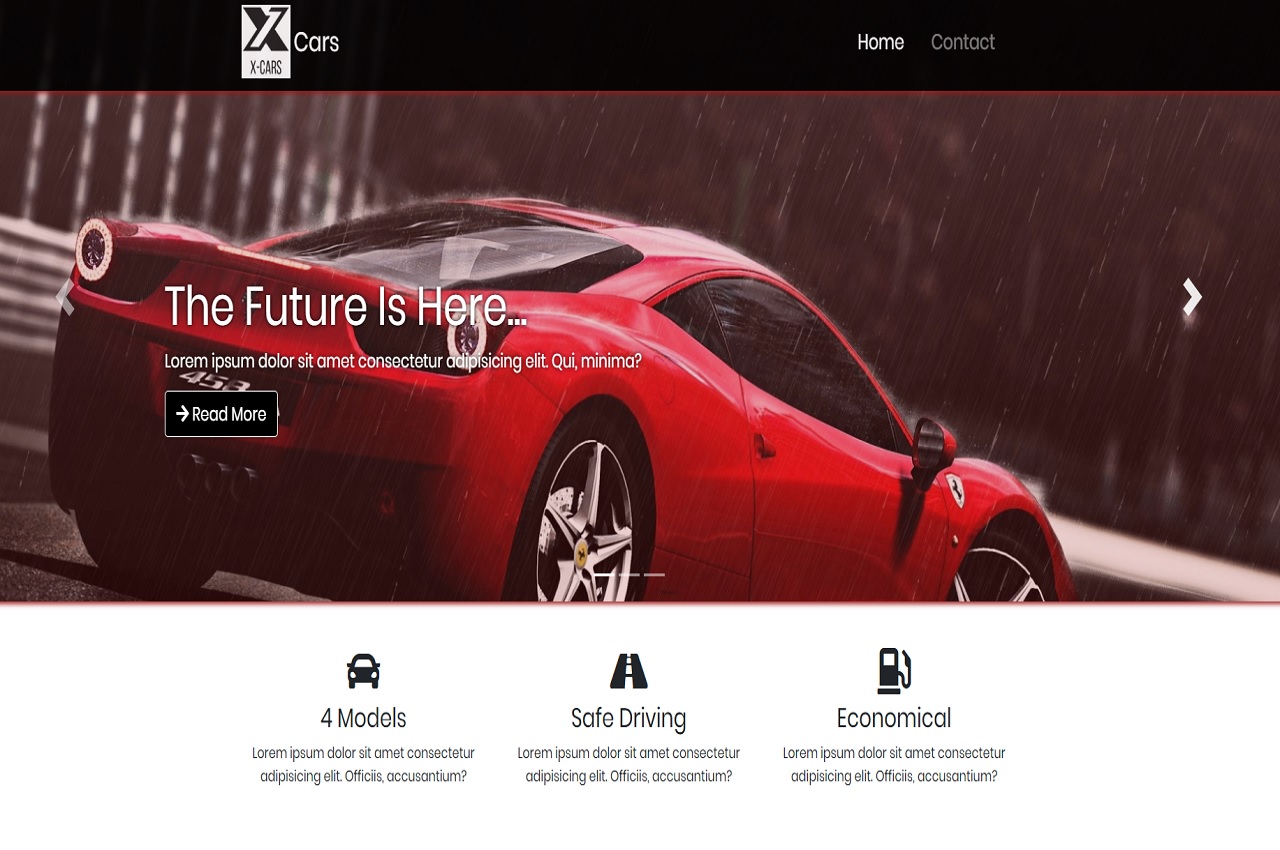 X-CARS
Cars
Home
Contact
The Future Is Here...
Lorem ipsum dolor sit amet consectetur adipisicing elit. Qui, minima?
458
Read More
4 Models
Lorem ipsum dolor sit amet consectetur
adipisicing elit. Officiis, accusantium?
Safe Driving
Lorem ipsum dolor sit amet consectetur
adipisicing elit. Officiis, accusantium?
Economical
Lorem ipsum dolor sit amet consectetur
adipisicing elit. Officiis, accusantium?